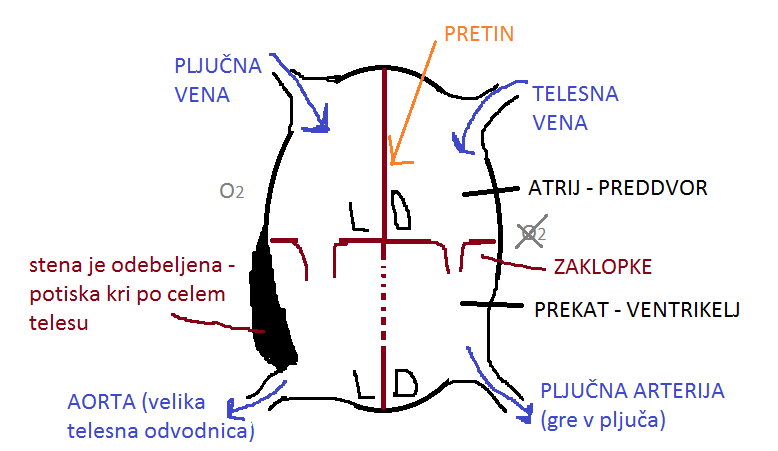 PRETIN
PLJUČNA
VENA
TELESNA
VENA
O2
ATRIJ - PREDDVOR
L D
O2
stena je odebeljena -
potiska kri po celem
telesu
ZAKLOPKE
PREKAT - VENTRIKELJ
L D
AORTA (velika
telesna odvodnica)
PLJUČNA ARTERIJA
(gre v pljuča)